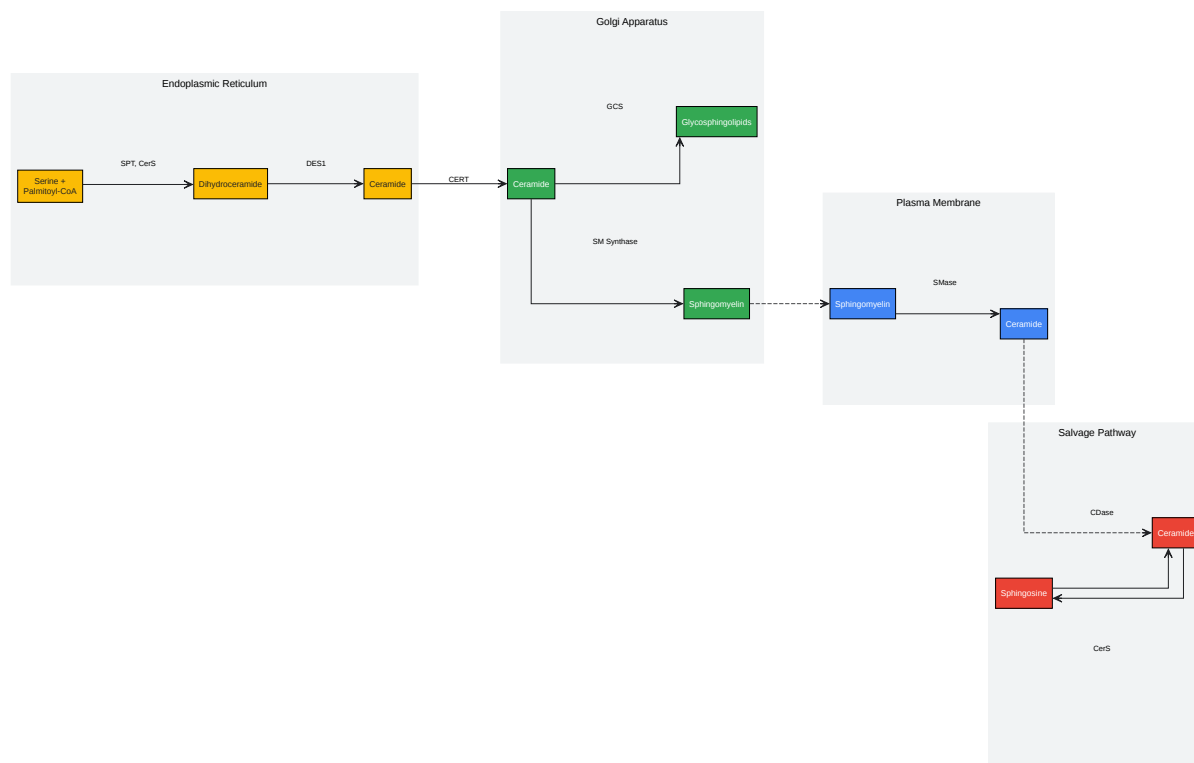 Golgi Apparatus
Endoplasmic Reticulum
GCS
Glycosphingolipids
SPT, CerS
DES1
CERT
Serine +
Palmitoyl-CoA
Dihydroceramide
Ceramide
Ceramide
SM Synthase
Sphingomyelin
Plasma Membrane
SMase
Sphingomyelin
Ceramide
Salvage Pathway
CDase
Ceramide
Sphingosine
CerS